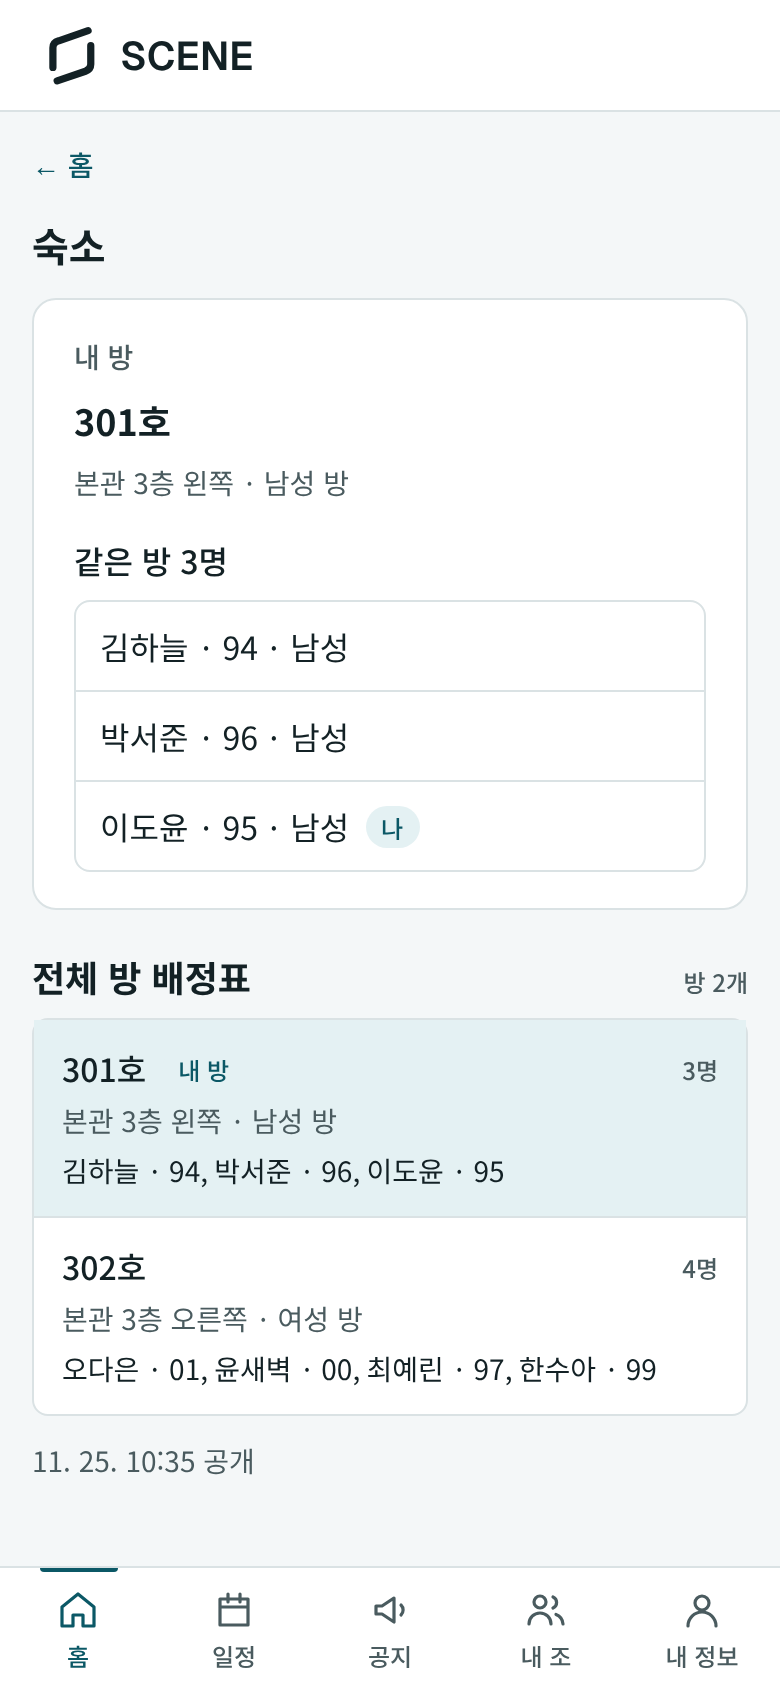 SCENE
← 홈
숙소
내 방
301호
본관 3층 왼쪽 · 남성 방
같은 방 3명
김하늘 · 94 · 남성
박서준 · 96 · 남성
이도윤 · 95 · 남성 나
전체 방 배정표 방 2개
301호 내 방 3명
본관 3층 왼쪽 · 남성 방
김하늘 · 94, 박서준 · 96, 이도윤 · 95
302호 4명
본관 3층 오른쪽 · 여성 방
오다은 · 01, 윤새벽 · 00, 최예린 · 97, 한수아 · 99
11. 25. 10:35 공개
홈 일정 공지 내 조 내 정보